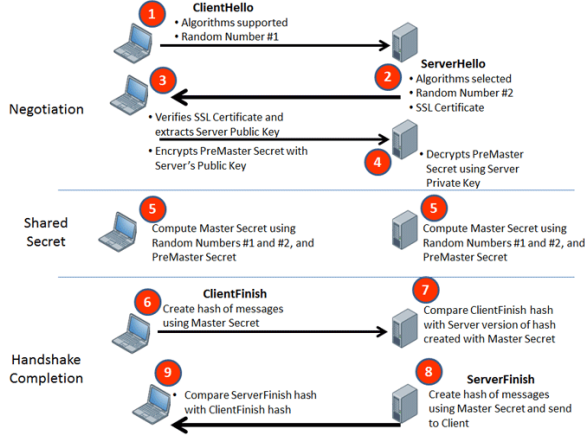 1
ClientHello
• Algorithms supported
• Random Number #1
3
2
ServerHello
• Algorithms selected
• Random Number #2
• SSL Certificate
Negotiation
• Verifies SSL Certificate and
extracts Server Public Key
• Encrypts PreMaster Secret with
Server's Public Key
4
• Decrypts PreMaster
Secret using Server
Private Key
Shared
Secret
5
Compute Master Secret using
Random Numbers #1 and #2, and
PreMaster Secret
5
Compute Master Secret using
Random Numbers #1 and #2, and
PreMaster Secret
6
ClientFinish
Create hash of messages
using Master Secret
7
Compare ClientFinish hash
with Server version of hash
created with Master Secret
Handshake
Completion
9
• Compare ServerFinish hash
with ClientFinish hash
8
ServerFinish
Create hash of messages
using Master Secret and send
to Client